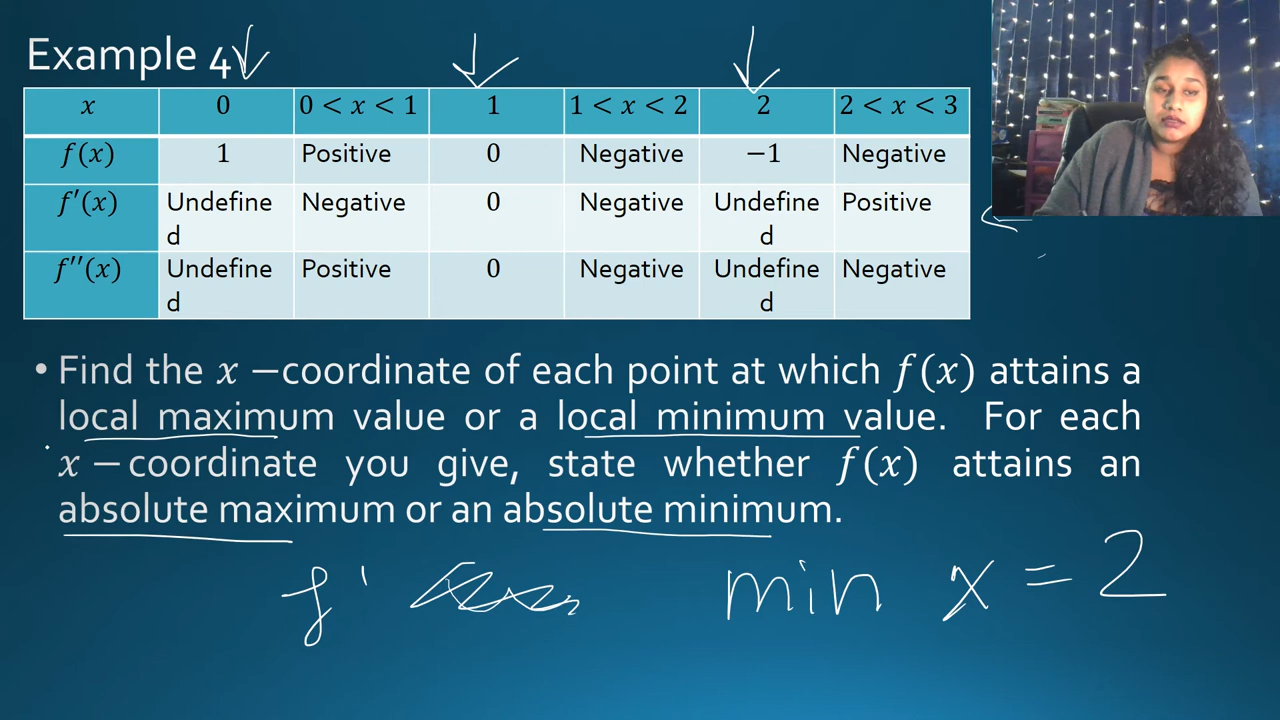 Example 4
x 0 0 < x < 1 1 1 < x < 2 2 2 < x < 3
f(x) 1 Positive 0 Negative −1 Negative
f′(x) Undefine Negative 0 Negative Undefine Positive
d d
f′′(x) Undefine Positive 0 Negative Undefine Negative
d d
• Find the x −coordinate of each point at which f(x) attains a
local maximum value or a local minimum value. For each
x −coordinate you give, state whether f(x) attains an
absolute maximum or an absolute minimum.
f' min x = 2